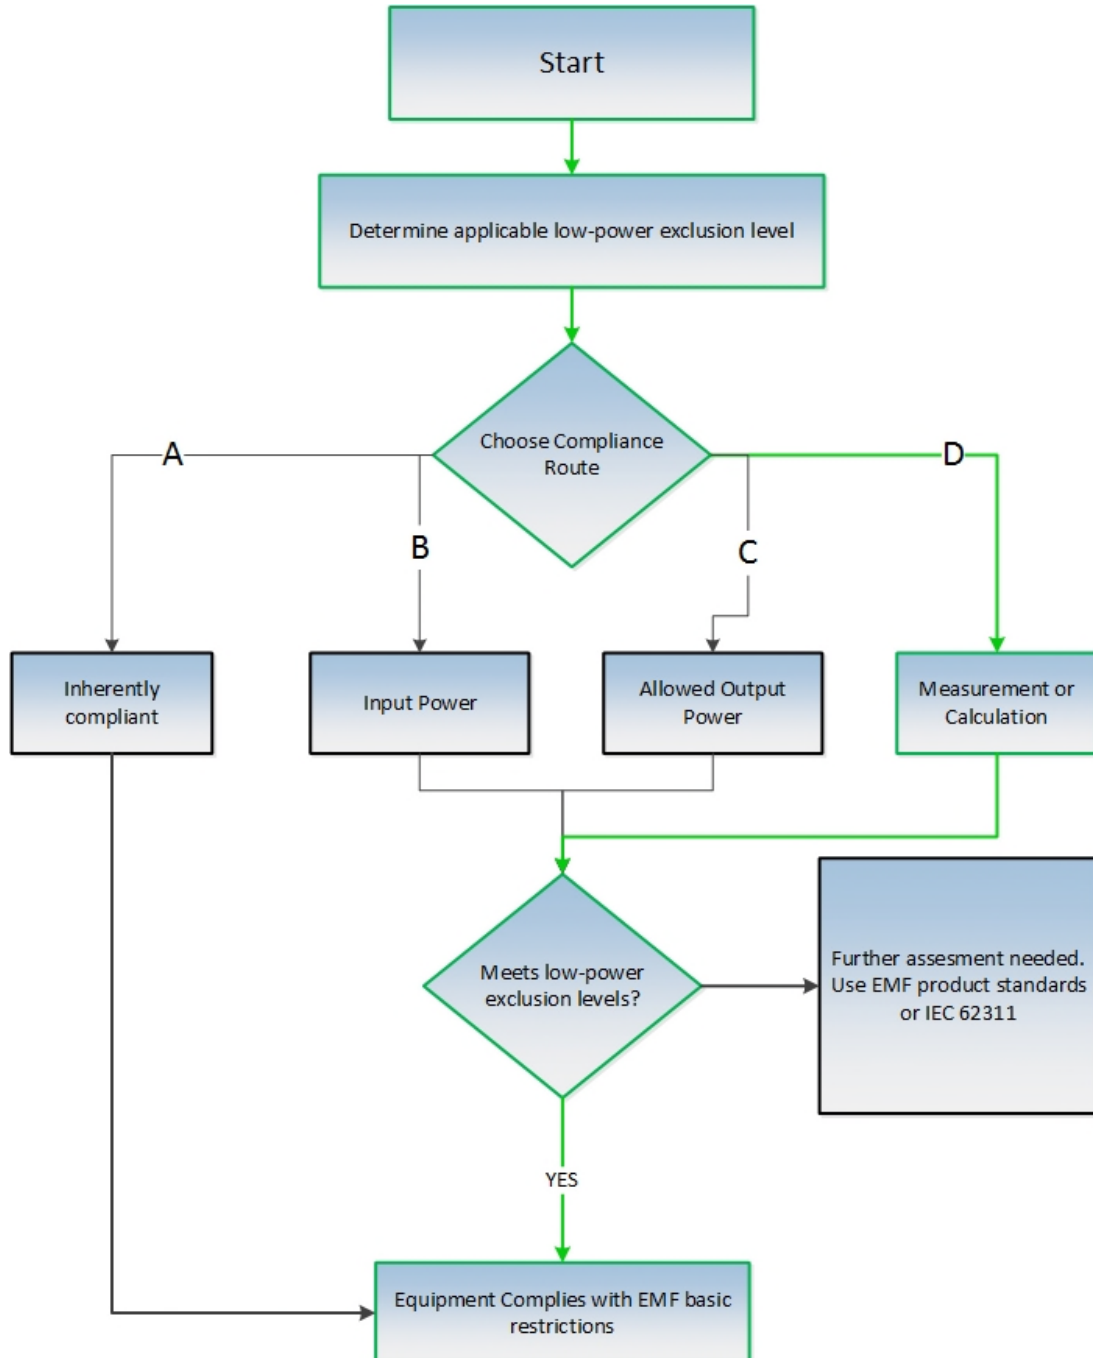 Start
Determine applicable low-power exclusion level
Choose Compliance
Route
A
D
B
C
Inherently
compliant
Input Power
Allowed Output
Power
Measurement or
Calculation
Meets low-power
exclusion levels?
Further assesment needed.
Use EMF product standards
or IEC 62311
YES
Equipment Complies with EMF basic
restrictions